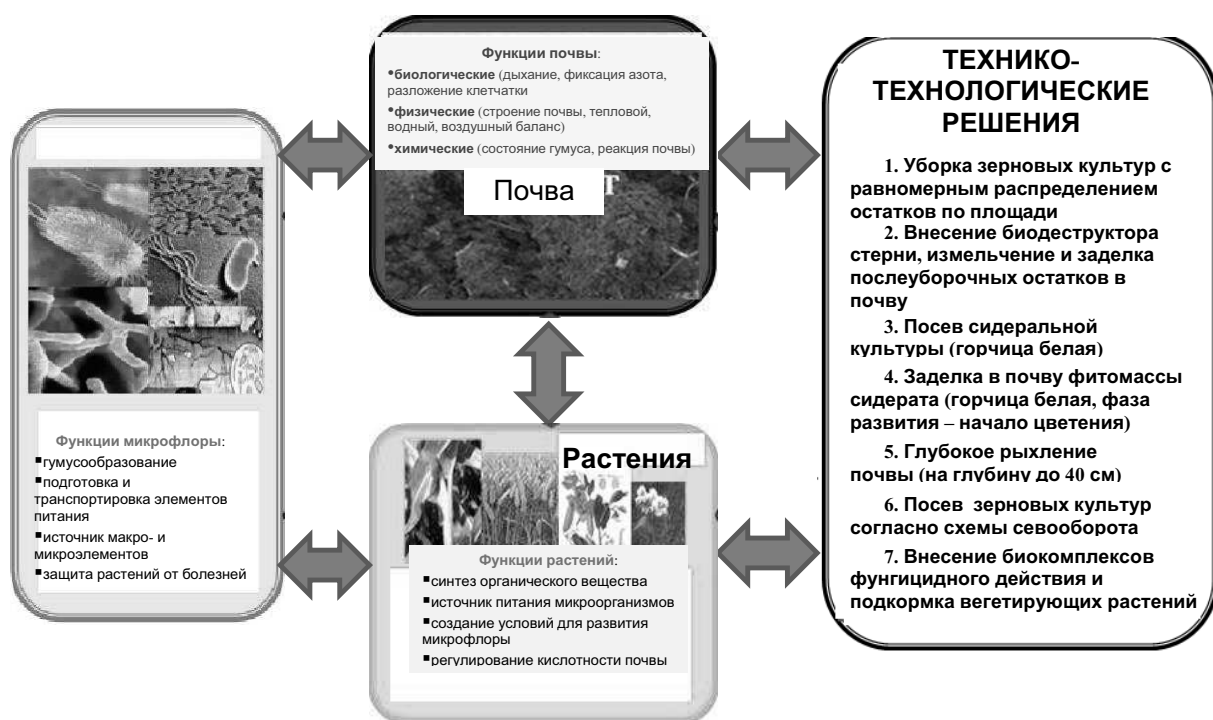 Функции почвы:
•биологические (дыхание, фиксация азота,
разложение клетчатки
•физические (строение почвы, тепловой,
водный, воздушный баланс)
•химические (состояние гумуса, реакция почвы)
Почва
т
Функции микрофлоры:
▪гумусообразование
▪подготовка и
транспортировка элементов
питания
▪источник макро- и
микроэлементов
▪защита растений от болезней
Растения
Функции растений:
▪синтез органического вещества
▪источник питания микроорганизмов
▪создание условий для развития
микрофлоры
▪регулирование кислотности почвы
ТЕХНИКО-
ТЕХНОЛОГИЧЕСКИЕ
РЕШЕНИЯ
1. Уборка зерновых культур с
равномерным распределением
остатков по площади
2. Внесение биодеструктора
стерни, измельчение и заделка
послеуборочных остатков в
почву
3. Посев сидеральной
культуры (горчица белая)
4. Заделка в почву фитомассы
сидерата (горчица белая, фаза
развития – начало цветения)
5. Глубокое рыхление
почвы (на глубину до 40 см)
6. Посев зерновых культур
согласно схемы севооборота
7. Внесение биокомплексов
фунгицидного действия и
подкормка вегетирующих растений